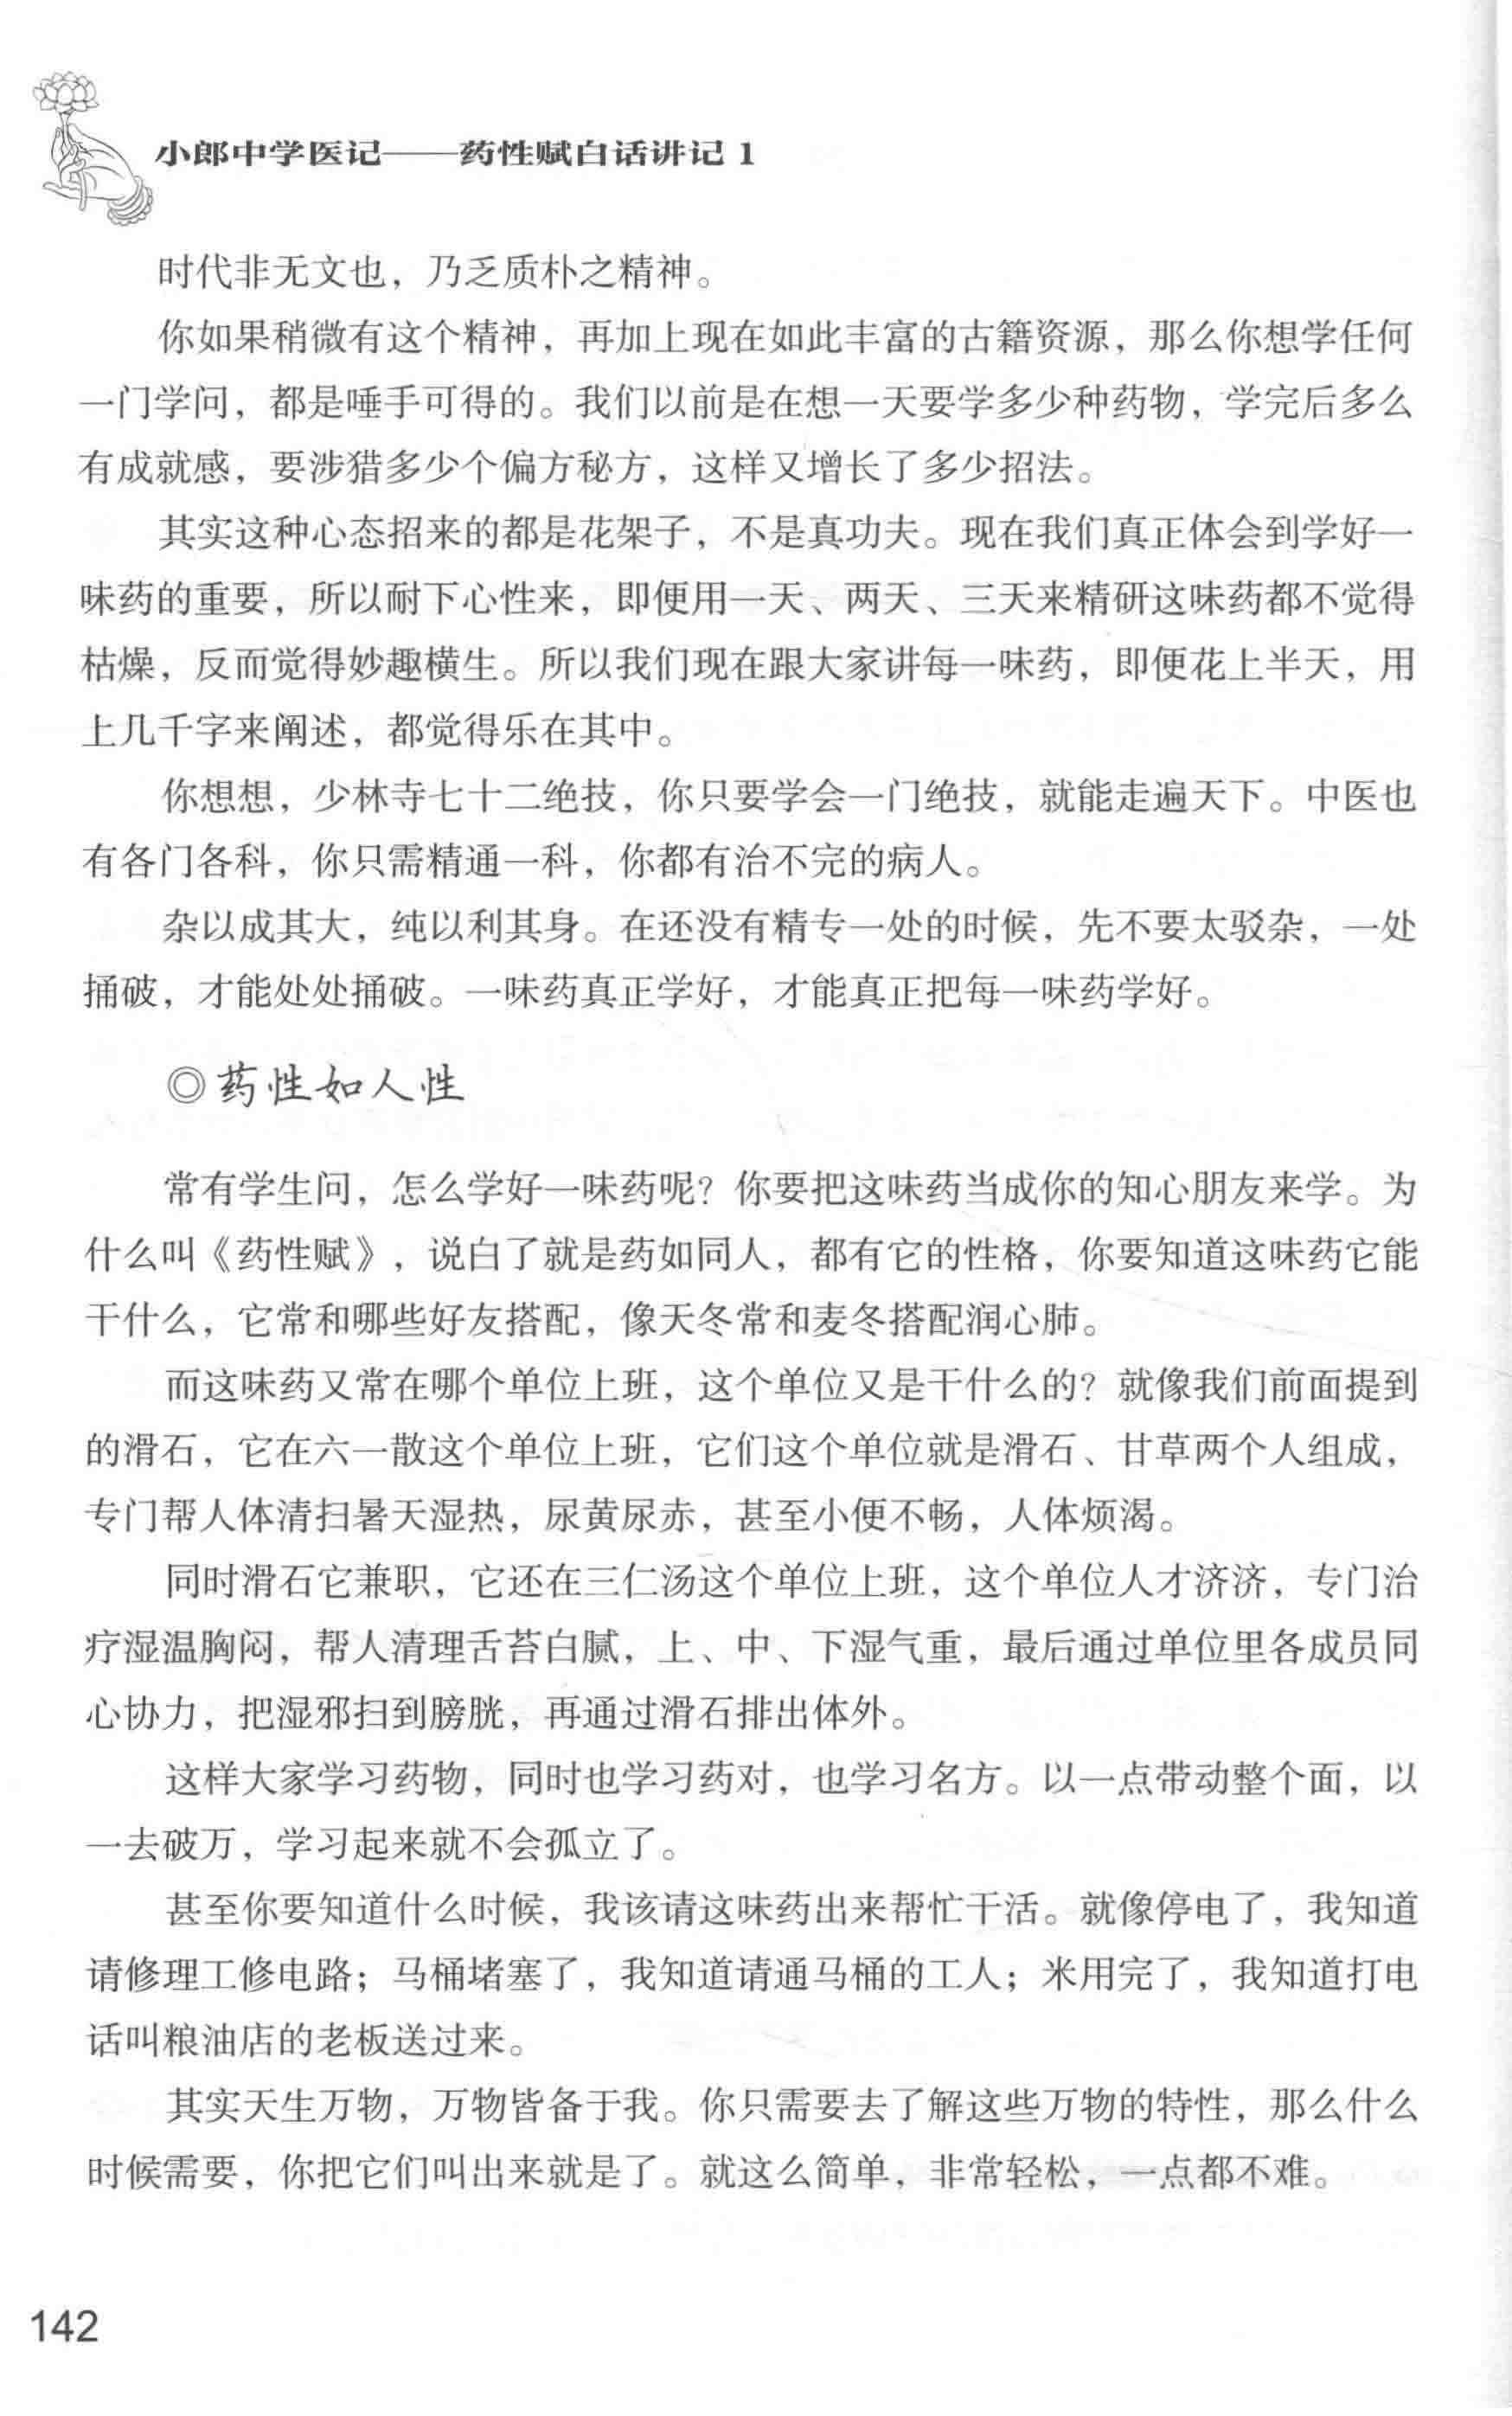 小郎中学医记——药性赋白话讲记 1
时代非无文也，乃乏质朴之精神。
你如果稍微有这个精神，再加上现在如此丰富的古籍资源，那么你想学任何
一门学问，都是唾手可得的。我们以前是在想一天要学多少种药物，学完后多么
有成就感，要涉猎多少个偏方秘方，这样又增长了多少招法。
其实这种心态招来的都是花架子，不是真功夫。现在我们真正体会到学好一
味药的重要，所以耐下心性来，即便用一天、两天、三天来精研这味药都不觉得
枯燥，反而觉得妙趣横生。所以我们现在跟大家讲每一味药，即便花上半天，用
上几千字来阐述，都觉得乐在其中。
你想想，少林寺七十二绝技，你只要学会一门绝技，就能走遍天下。中医也
有各门各科，你只需精通一科，你都有治不完的病人。
杂以成其大，纯以利其身。在还没有精专一处的时候，先不要太驳杂，一处
捅破，才能处处捅破。一味药真正学好，才能真正把每一味药学好。
◎药性如人性
常有学生问，怎么学好一味药呢？你要把这味药当成你的知心朋友来学。为
什么叫《药性赋》，说白了就是药如同人，都有它的性格，你要知道这味药它能
干什么，它常和哪些好友搭配，像天冬常和麦冬搭配润心肺。
而这味药又常在哪个单位上班，这个单位又是干什么的？就像我们前面提到
的滑石，它在六一散这个单位上班，它们这个单位就是滑石、甘草两个人组成，
专门帮人体清扫暑天湿热，尿黄尿赤，甚至小便不畅，人体烦渴。
同时滑石它兼职，它还在三仁汤这个单位上班，这个单位人才济济，专门治
疗湿温胸闷，帮人清理舌苔白腻，上、中、下湿气重，最后通过单位里各成员同
心协力，把湿邪扫到膀胱，再通过滑石排出体外。
这样大家学习药物，同时也学习药对，也学习名方。以一点带动整个面，以
一去破万，学习起来就不会孤立了。
甚至你要知道什么时候，我该请这味药出来帮忙干活。就像停电了，我知道
请修理工修电路；马桶堵塞了，我知道请通马桶的工人；米用完了，我知道打电
话叫粮油店的老板送过来。
其实天生万物，万物皆备于我。你只需要去了解这些万物的特性，那么什么
时候需要，你把它们叫出来就是了。就这么简单，非常轻松，一点都不难。
142